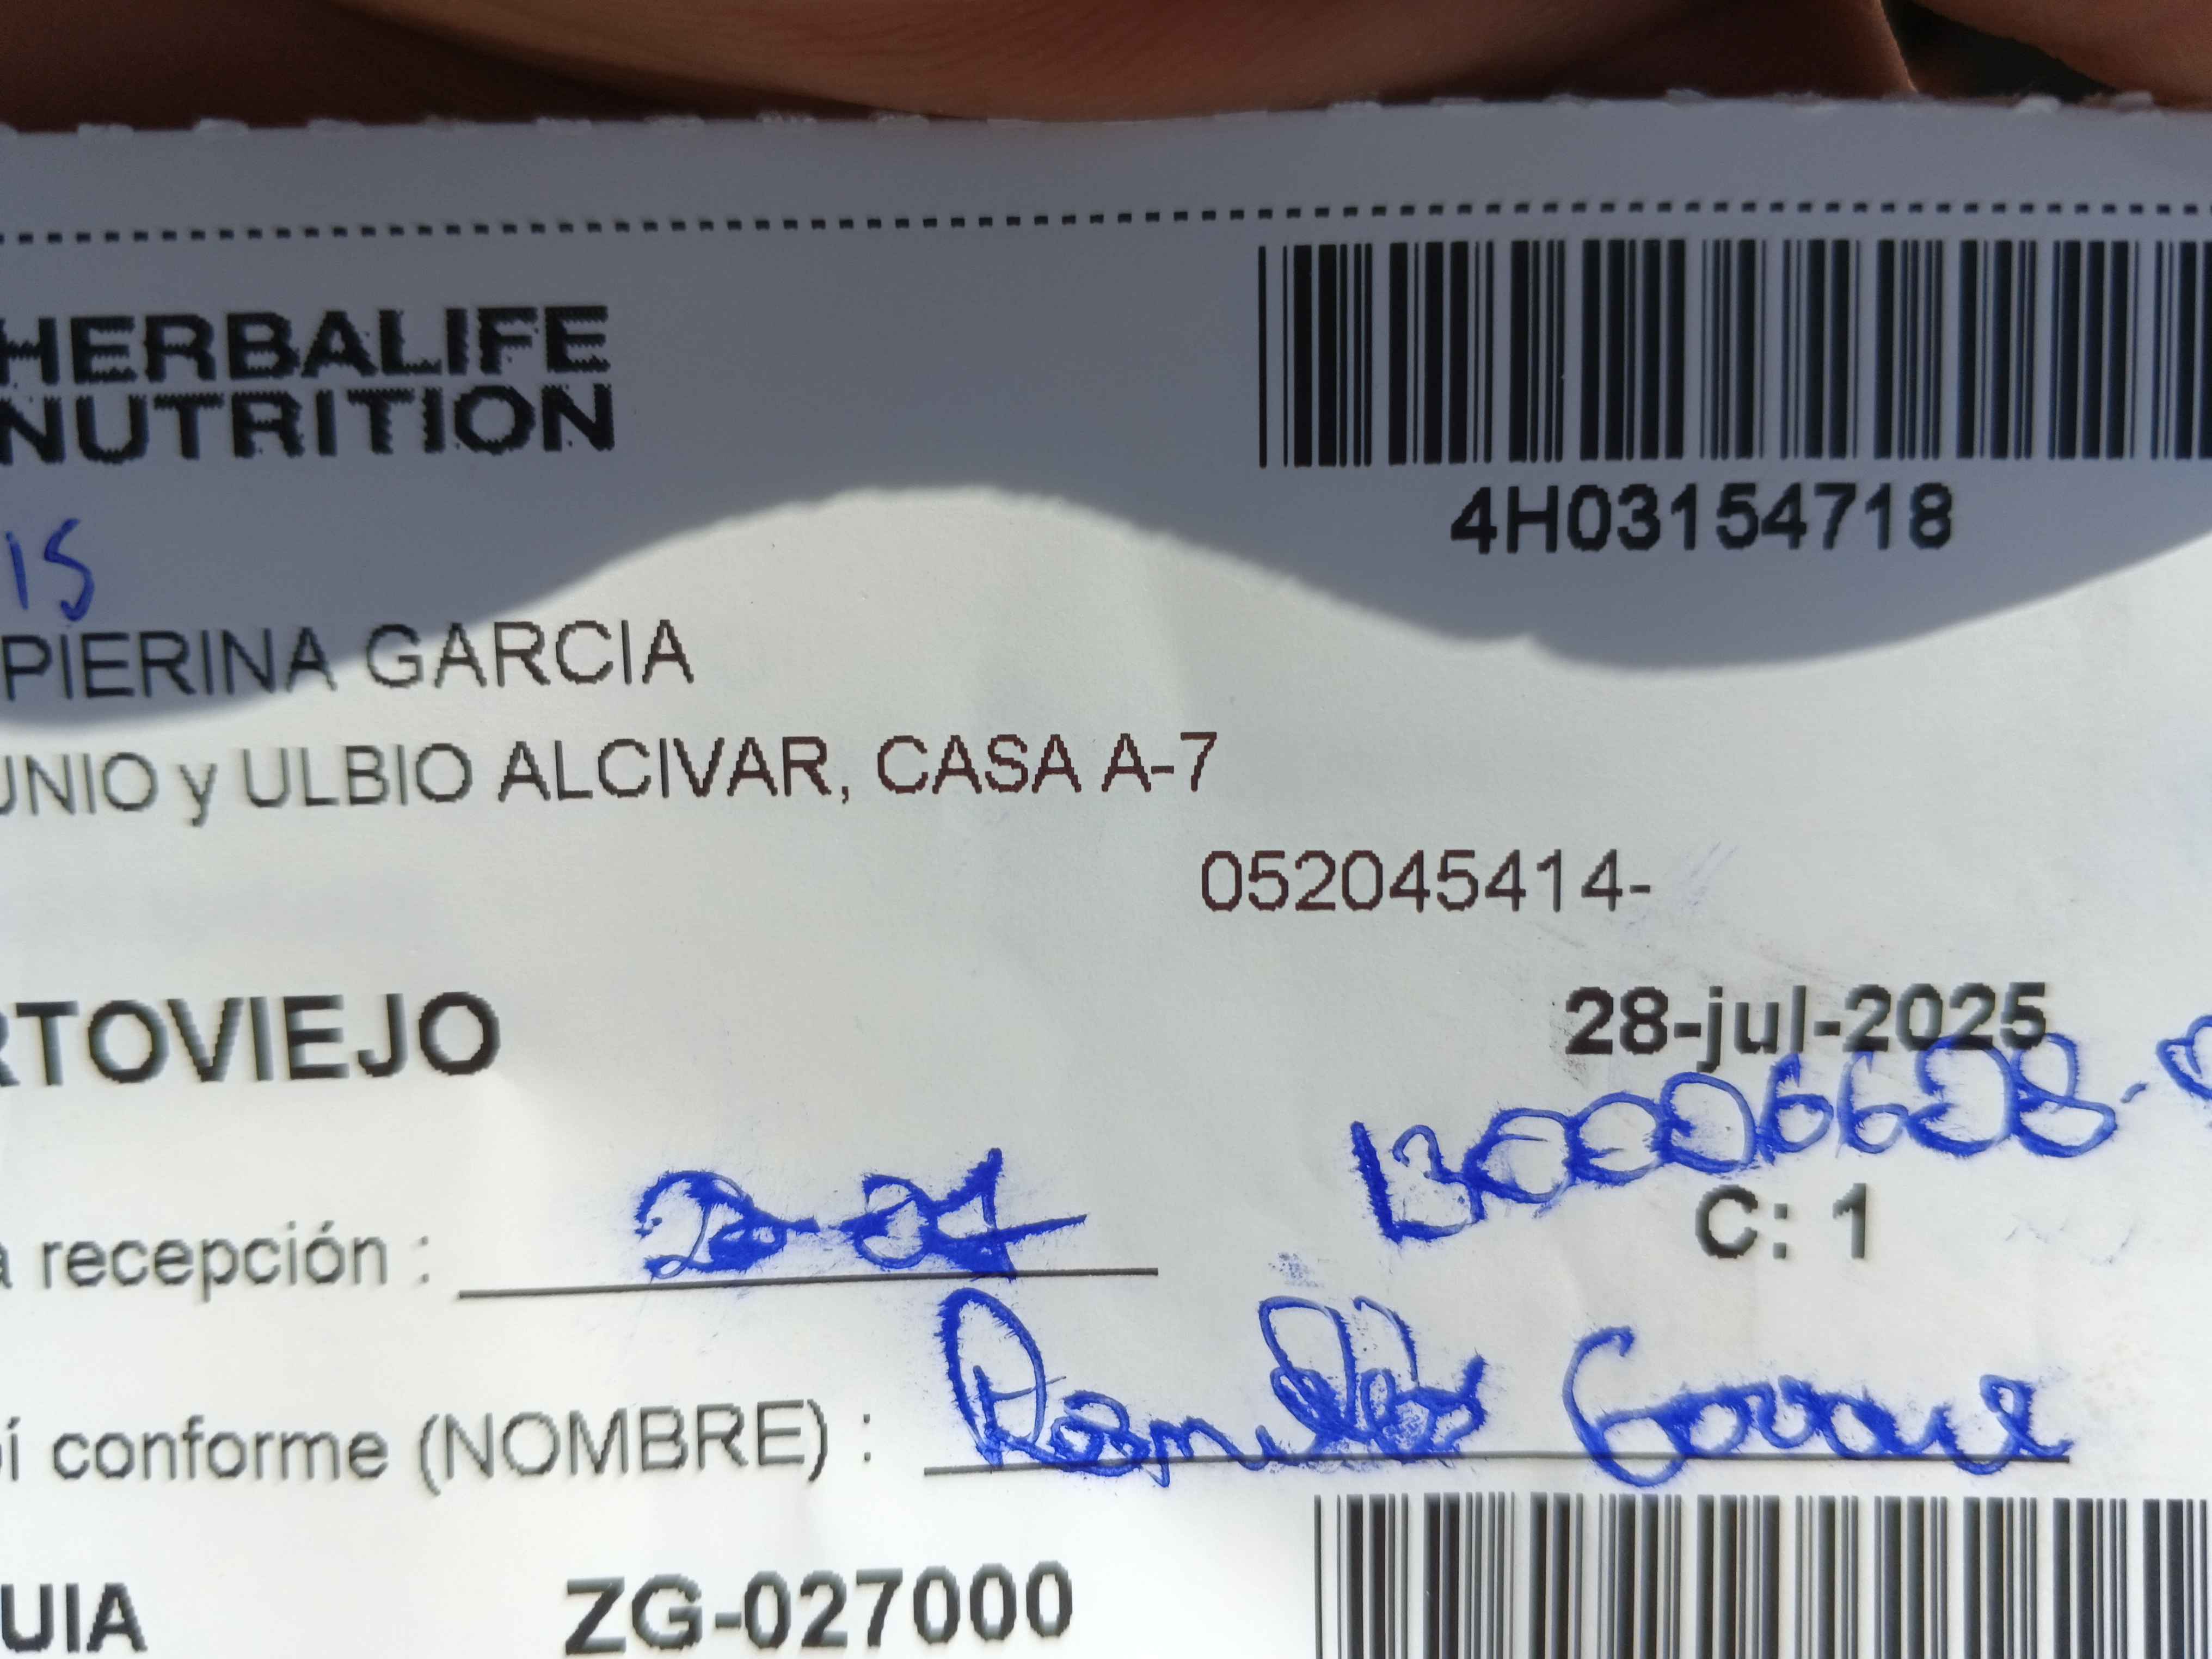 HERBALIFE
NUTRITION
4H03154718
15
PIERINA GARCIA
UNIO y ULBIO ALCIVAR, CASA A-7
052045414-
RTOVIEJO
28-jul-2025
C: 1
a recepción :
í conforme (NOMBRE) :
UIA
ZG-027000